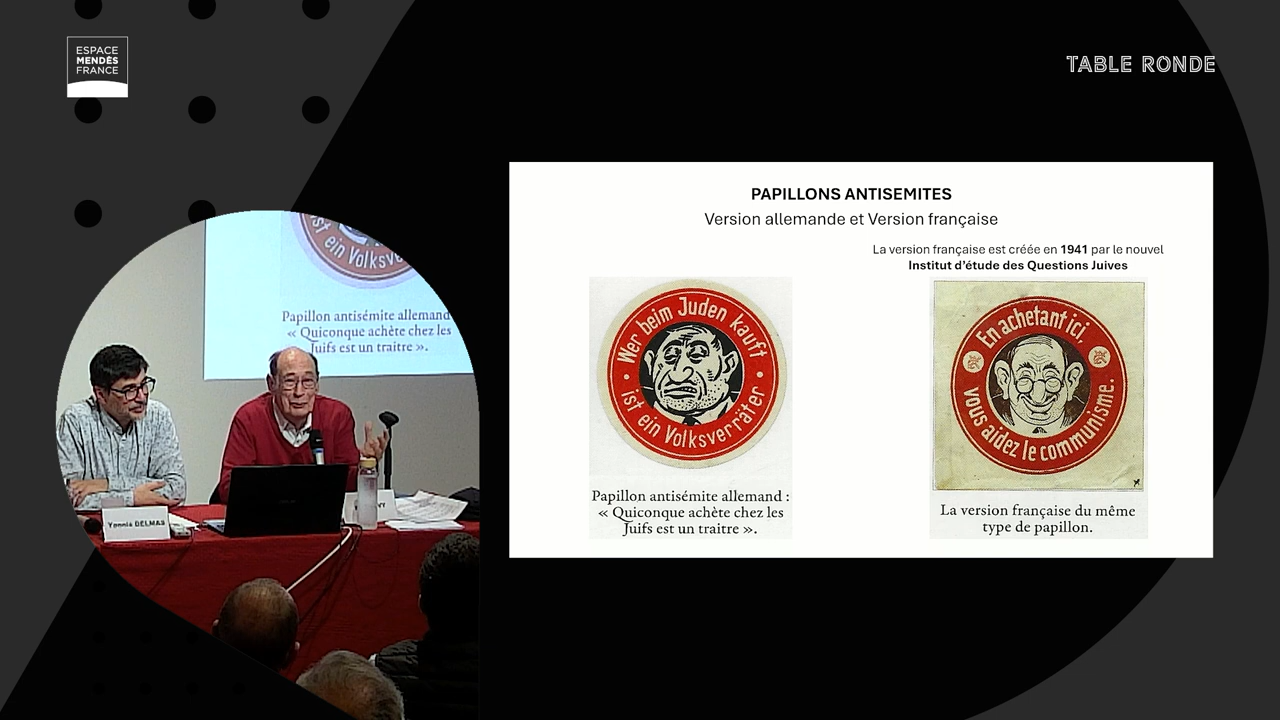 ESPACE
MENDÈS
FRANCE
TABLE RONDE
PAPILLONS ANTISEMITES
Version allemande et Version française
La version française est créée en 1941 par le nouvel
Institut d'étude des Questions Juives
Wer beim Juden kauft
ist ein Volksverräter
En achetant ici,
vous aidez le communisme.
Papillon antisémite allemand :
« Quiconque achète chez les
Juifs est un traitre ».
La version française du même
type de papillon.
ist ein Volksver
Papillon antisémite allemand
« Quiconque achète chez les
Juifs est un traitre ».
Yannis DELMAS